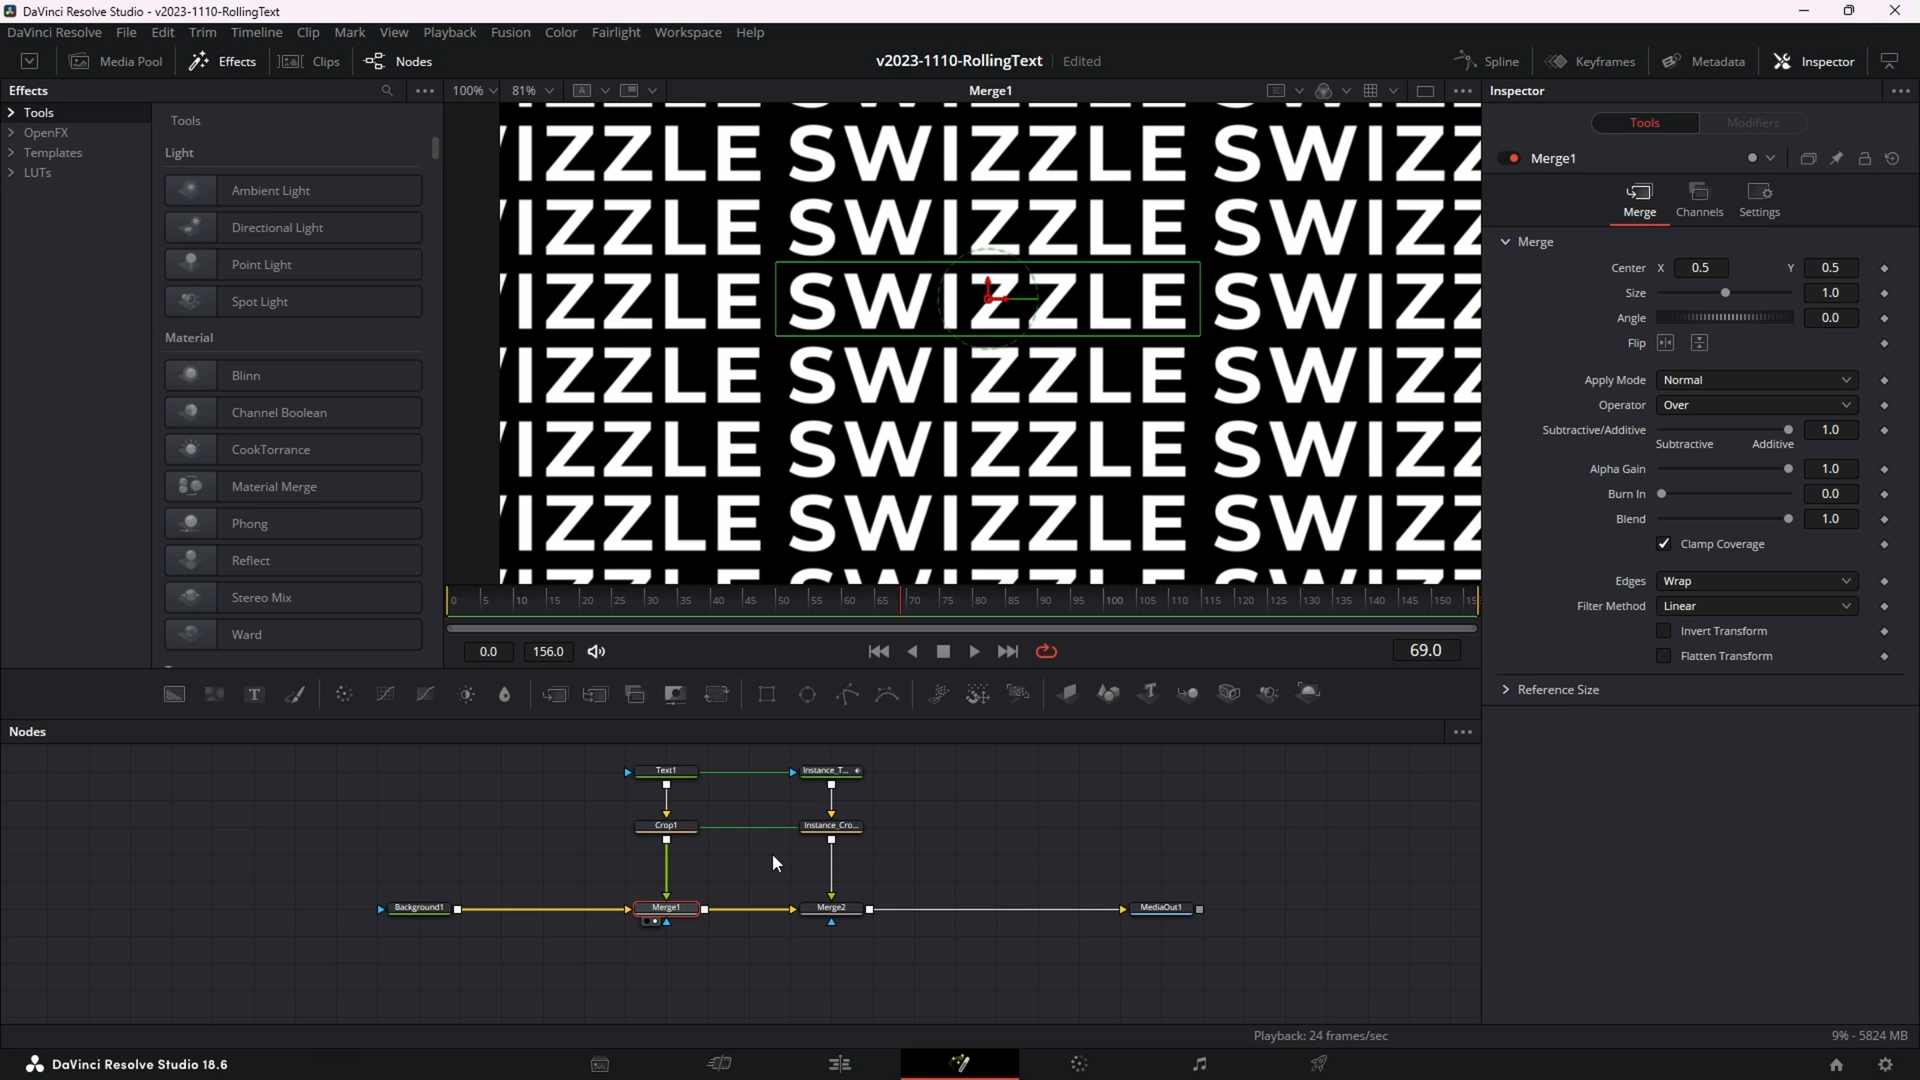 DaVinci Resolve Studio - v2023-1110-RollingText
DaVinci Resolve File Edit Trim Timeline Clip Mark View Playback Fusion Color Fairlight Workspace Help
Media Pool Effects Clips Nodes v2023-1110-RollingText Edited Spline Keyframes Metadata Inspector
Effects 100% 81% A Merge1 Inspector
Tools
OpenFX
Templates
LUTs
Tools
Light
Ambient Light
Directional Light
Point Light
Spot Light
Material
Blinn
Channel Boolean
CookTorrance
Material Merge
Phong
Reflect
Stereo Mix
Ward
IZZLE SWIZZLE SWIZZ
IZZLE SWIZZLE SWIZZ
IZZLE SWIZZLE SWIZZ
IZZLE SWIZZLE SWIZZ
IZZLE SWIZZLE SWIZZ
IZZLE SWIZZLE SWIZZ
0 5 10 15 20 25 30 35 40 45 50 55 60 65 70 75 80 85 90 95 100 105 110 115 120 125 130 135 140 145 150
0.0 156.0 69.0
Tools Modifiers
Merge1
Merge Channels Settings
Merge
Center X 0.5 Y 0.5
Size 1.0
Angle 0.0
Flip
Apply Mode Normal
Operator Over
Subtractive/Additive 1.0
Subtractive Additive
Alpha Gain 1.0
Burn In 0.0
Blend 1.0
Clamp Coverage
Edges Wrap
Filter Method Linear
Invert Transform
Flatten Transform
Reference Size
Nodes
Text1 Instance_T...
Crop1 Instance_Cro...
Background1 Merge1 Merge2 MediaOut1
Playback: 24 frames/sec 9% - 5824 MB
DaVinci Resolve Studio 18.6